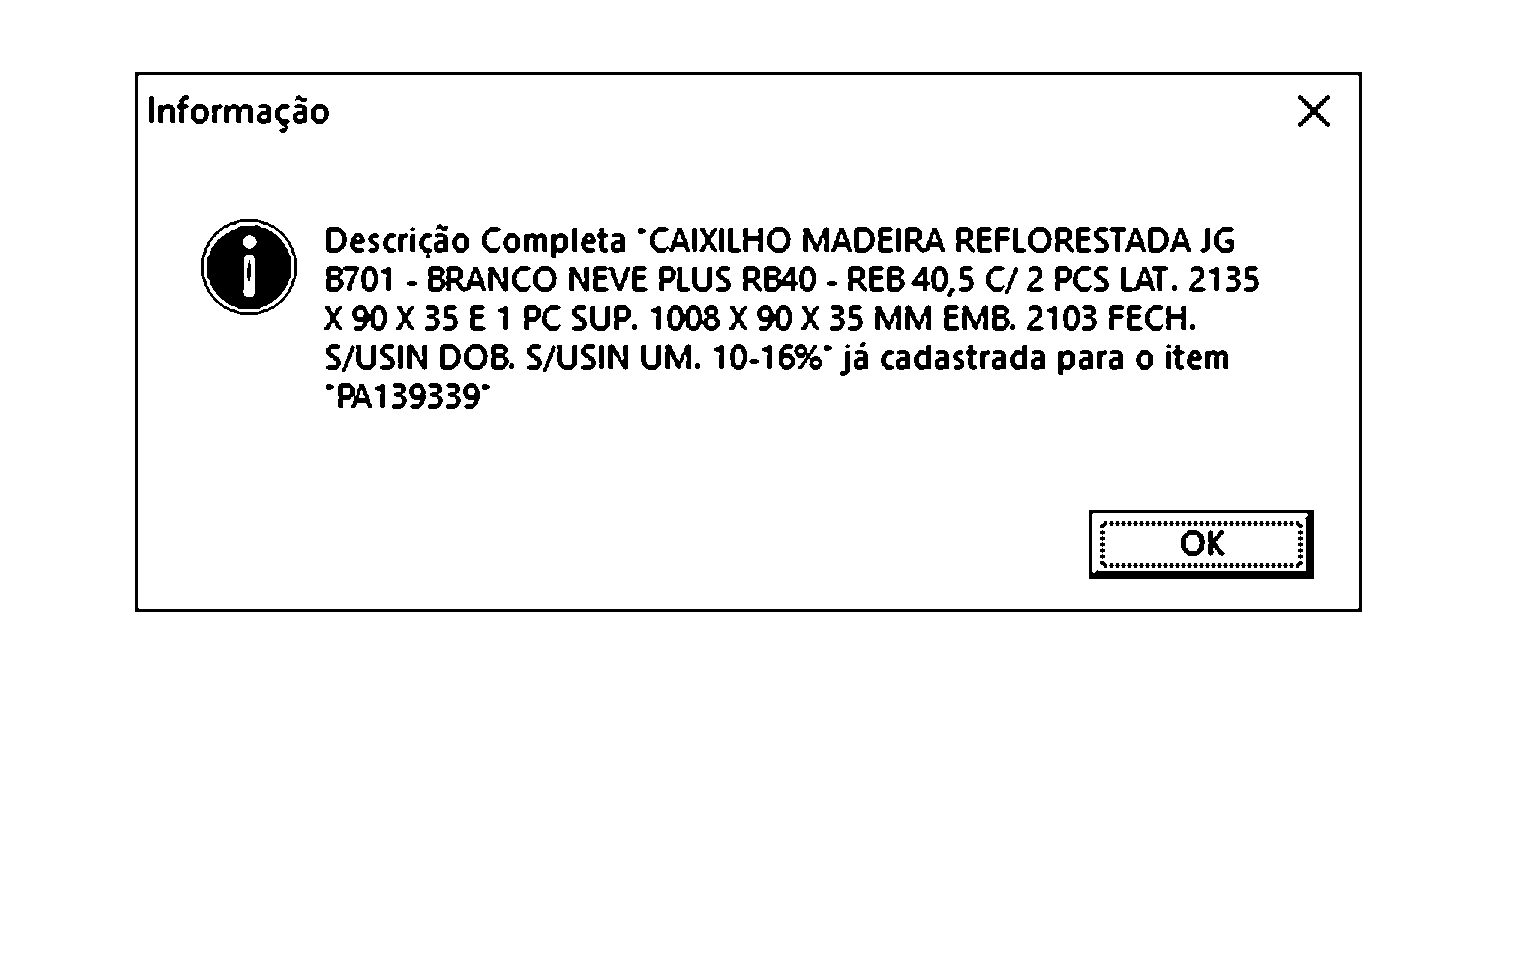 Informação
Descrição Completa "CAIXILHO MADEIRA REFLORESTADA JG
B701 - BRANCO NEVE PLUS RB40 - REB 40,5 C/ 2 PCS LAT. 2135
X 90 X 35 E 1 PC SUP. 1008 X 90 X 35 MM EMB. 2103 FECH.
S/USIN DOB. S/USIN UM. 10-16%" já cadastrada para o item
"PA139339"
OK